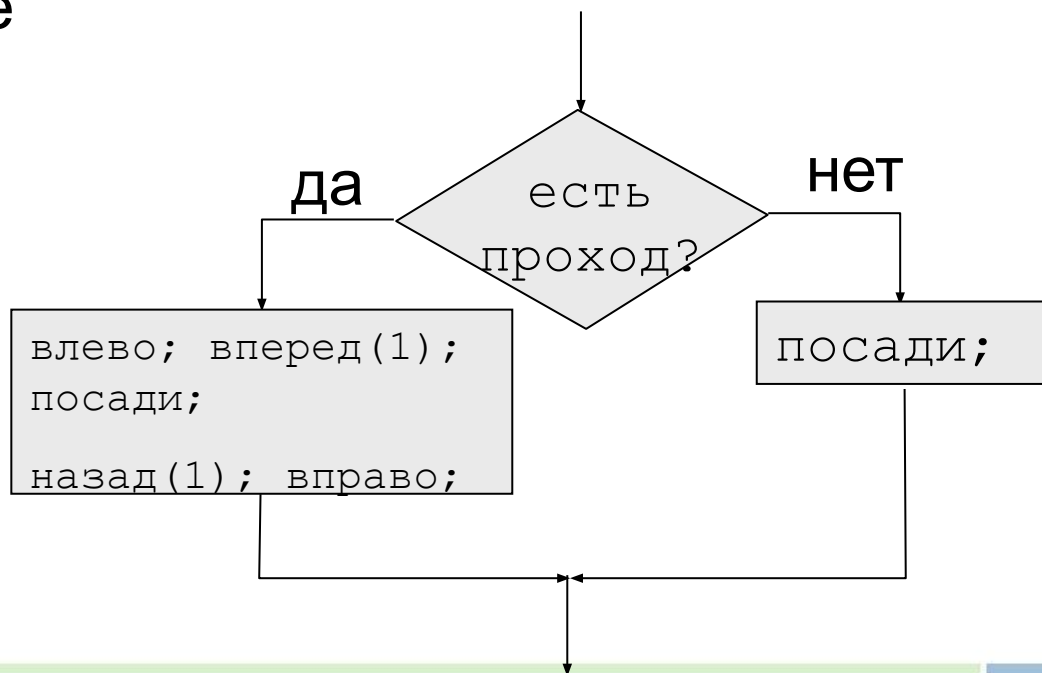 е
да
нет
есть
проход?
влево; вперед(1);
посади;
назад(1); вправо;
посади;